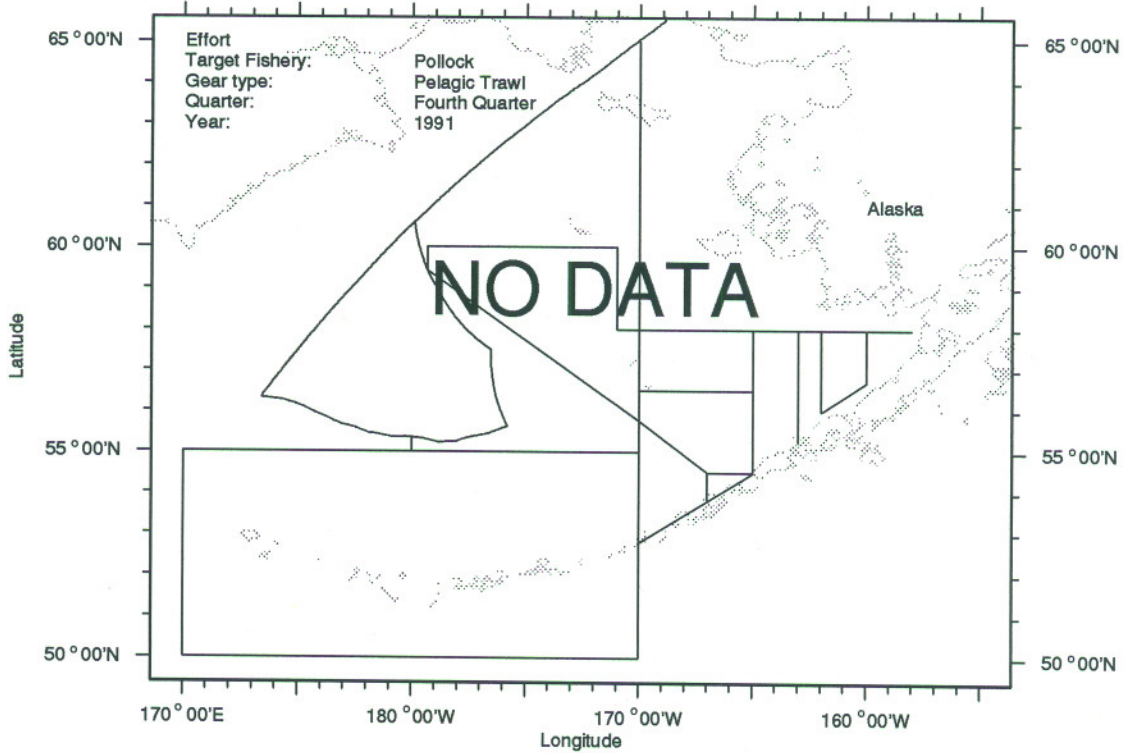 65 °00'N
65 °00'N
Effort
Target Fishery: Pollock
Gear type: Pelagic Trawl
Quarter: Fourth Quarter
Year: 1991
Alaska
60 °00'N
60 °00'N
NO DATA
Latitude
55 °00'N
55 °00'N
50 °00'N
50 °00'N
170 °00'E
180 °00'W
170 °00'W
160 °00'W
Longitude